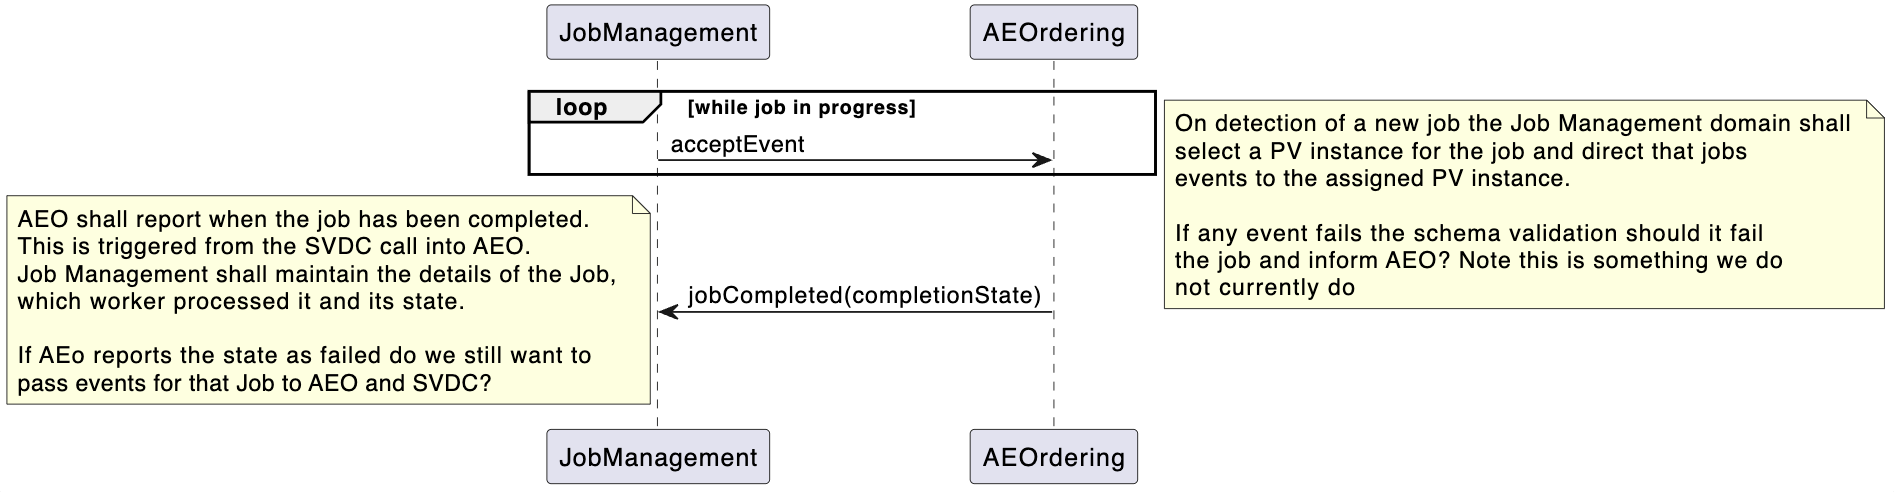 JobManagement
AEOrdering
loop
[while job in progress]
acceptEvent
On detection of a new job the Job Management domain shall
select a PV instance for the job and direct that jobs
events to the assigned PV instance.
If any event fails the schema validation should it fail
the job and inform AEO? Note this is something we do
not currently do
AEO shall report when the job has been completed.
This is triggered from the SVDC call into AEO.
Job Management shall maintain the details of the Job,
which worker processed it and its state.
If AEo reports the state as failed do we still want to
pass events for that Job to AEO and SVDC?
jobCompleted(completionState)
JobManagement
AEOrdering